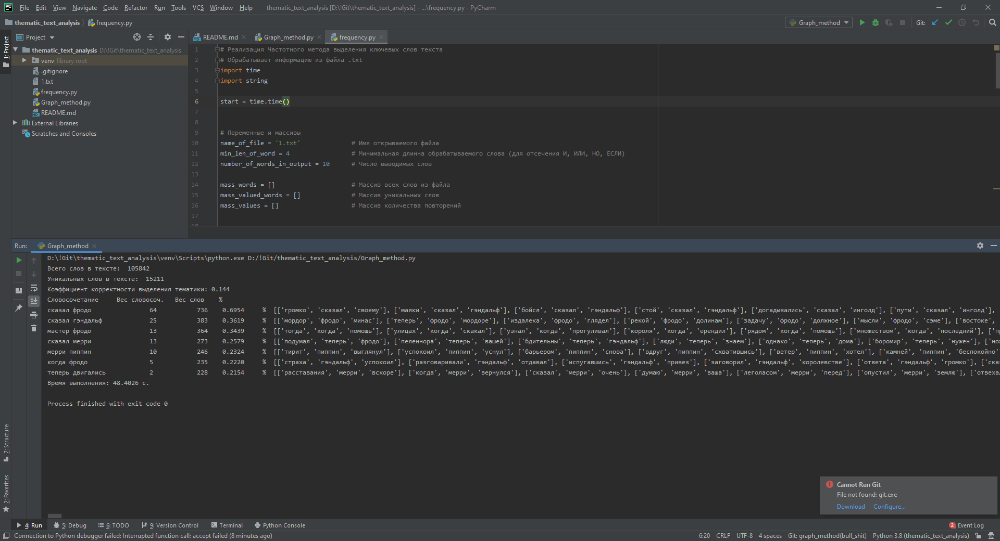 File Edit View Navigate Code Refactor Run Tools VCS Window Help thematic_text_analysis [D:\!Git\thematic_text_analysis] - ...\frequency.py - PyCharm
thematic_text_analysis frequency.py Graph_method Git:
1: Project
Project
README.md Graph_method.py frequency.py
thematic_text_analysis D:\!Git\thematic_text_analysis
venv library root
.gitignore
1.txt
frequency.py
Graph_method.py
README.md
External Libraries
Scratches and Consoles
1 # Реализация Частотного метода выделения ключевых слов текста
2 # Обрабатывает информацию из файла .txt
3 import time
4 import string
5
6 start = time.time()
7
8
9 # Переменные и массивы
10 name_of_file = '1.txt' # Имя открываемого файла
11 min_len_of_word = 4 # Минимальная длинна обрабатываемого слова (для отсечения И, ИЛИ, НО, ЕСЛИ)
12 number_of_words_in_output = 10 # Число выводимых слов
13
14 mass_words = [] # Массив всех слов из файла
15 mass_valued_words = [] # Массив уникальных слов
16 mass_values = [] # Массив количества повторений
17
18
Run: Graph_method
D:\!Git\thematic_text_analysis\venv\Scripts\python.exe D:/!Git/thematic_text_analysis/Graph_method.py
Всего слов в тексте: 105842
Уникальных слов в тексте: 15211
Коэффициент корректности выделения тематики: 0.144
Словосочетание Вес словосоч. Вес слов %
сказал фродо 64 736 0.6954 % [['громко', 'сказал', 'своему'], ['маяки', 'сказал', 'гэндальф'], ['бойся', 'сказал', 'гэндальф'], ['стой', 'сказал', 'гэндальф'], ['догадывались', 'сказал', 'инголд'], ['пути', 'сказал', 'инголд'],
сказал гэндальф 25 383 0.3619 % [['мордор', 'фродо', 'минас'], ['теперь', 'фродо', 'мордоре'], ['издалека', 'фродо', 'глядел'], ['рекой', 'фродо', 'долинам'], ['задачу', 'фродо', 'должное'], ['мысли', 'фродо', 'сэме'], ['востоке',
мастер фродо 13 364 0.3439 % [['тогда', 'когда', 'помощь'], ['улицах', 'когда', 'скакал'], ['узнал', 'когда', 'прогуливал'], ['короля', 'когда', 'ерендил'], ['рядом', 'когда', 'помощь'], ['множеством', 'когда', 'последний'], ['пр
сказал мерри 13 273 0.2579 % [['подумал', 'теперь', 'фродо'], ['пеленнора', 'теперь', 'вашей'], ['бдительны', 'теперь', 'гэндальф'], ['люди', 'теперь', 'знаем'], ['однако', 'теперь', 'дома'], ['боромир', 'теперь', 'нужен'], ['нох
мерри пиппин 10 246 0.2324 % [['тирит', 'пиппин', 'выглянул'], ['успокоил', 'пиппин', 'уснул'], ['барьером', 'пиппин', 'снова'], ['вдруг', 'пиппин', 'схватившись'], ['ветер', 'пиппин', 'хотел'], ['камней', 'пиппин', 'беспокойно'
когда фродо 5 235 0.2220 % [['страха', 'гэндальф', 'успокоил'], ['разговаривали', 'гэндальф', 'отдавал'], ['испугавшись', 'гэндальф', 'привез'], ['заговорил', 'гэндальф', 'королевстве'], ['ответа', 'гэндальф', 'громко'], ['сказ
теперь двигались 2 228 0.2154 % [['расставания', 'мерри', 'вскоре'], ['когда', 'мерри', 'вернулся'], ['сказал', 'мерри', 'очень'], ['думаю', 'мерри', 'ваша'], ['леголасом', 'мерри', 'перед'], ['опустил', 'мерри', 'землю'], ['отвехал
Время выполнения: 48.4026 с.
Process finished with exit code 0
7: Structure
2: Favorites
Cannot Run Git
File not found: git.exe
Download Configure...
4: Run 5: Debug 6: TODO 9: Version Control Terminal Python Console 2 Event Log
Connection to Python debugger failed: Interrupted function call: accept failed (8 minutes ago) 6:20 CRLF UTF-8 4 spaces Git: graph_method(bull_shit) Python 3.8 (thematic_text_analysis)